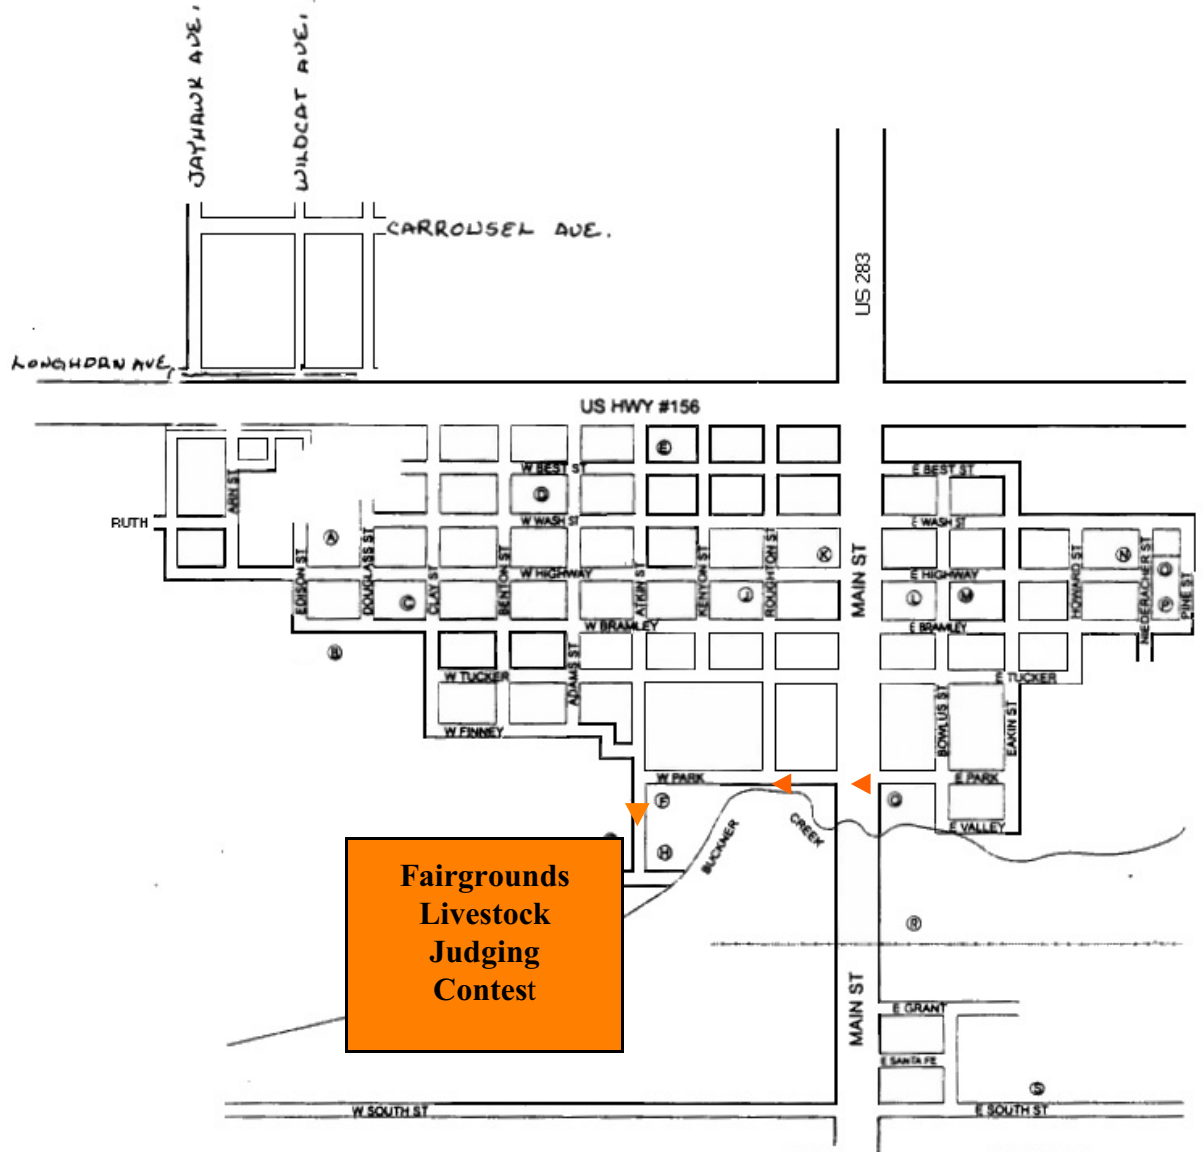 JAYHAWK AVE.
WILDCAT AVE.
CARROUSEL AVE.
US 283
LONGHORN AVE.
US HWY #156
E
W BEST ST
E BEST ST
ARN ST
D
RUTH
W WASH ST
E WASH ST
A
K
N
EDISON ST
DOUGLASS ST
CLAY ST
BENTON ST
W HIGHWAY
ATKIN ST
KENYON ST
ROUGHTON ST
MAIN ST
E HIGHWAY
HOWARD ST
NIEDERACHER ST
O
PINE ST
C
J
L
M
P
W BRAMLEY
E BRAMLEY
B
W TUCKER
ADAMS ST
E TUCKER
BOWLUS ST
EAKIN ST
W FINNEY
W PARK
E PARK
F
Q
H
BUCKNER
CREEK
E VALLEY
Fairgrounds
Livestock
Judging
Contest
R
MAIN ST
E GRANT
E SANTA FE
S
W SOUTH ST
E SOUTH ST